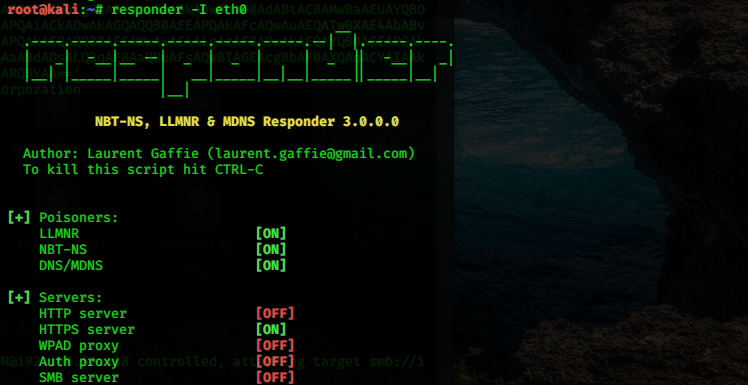 root@kali:~# responder -I eth0
NBT-NS, LLMNR & MDNS Responder 3.0.0.0
Author: Laurent Gaffie (laurent.gaffie@gmail.com)
To kill this script hit CTRL-C
[+] Poisoners:
LLMNR [ON]
NBT-NS [ON]
DNS/MDNS [ON]
[+] Servers:
HTTP server [OFF]
HTTPS server [ON]
WPAD proxy [OFF]
Auth proxy [OFF]
SMB server [OFF]